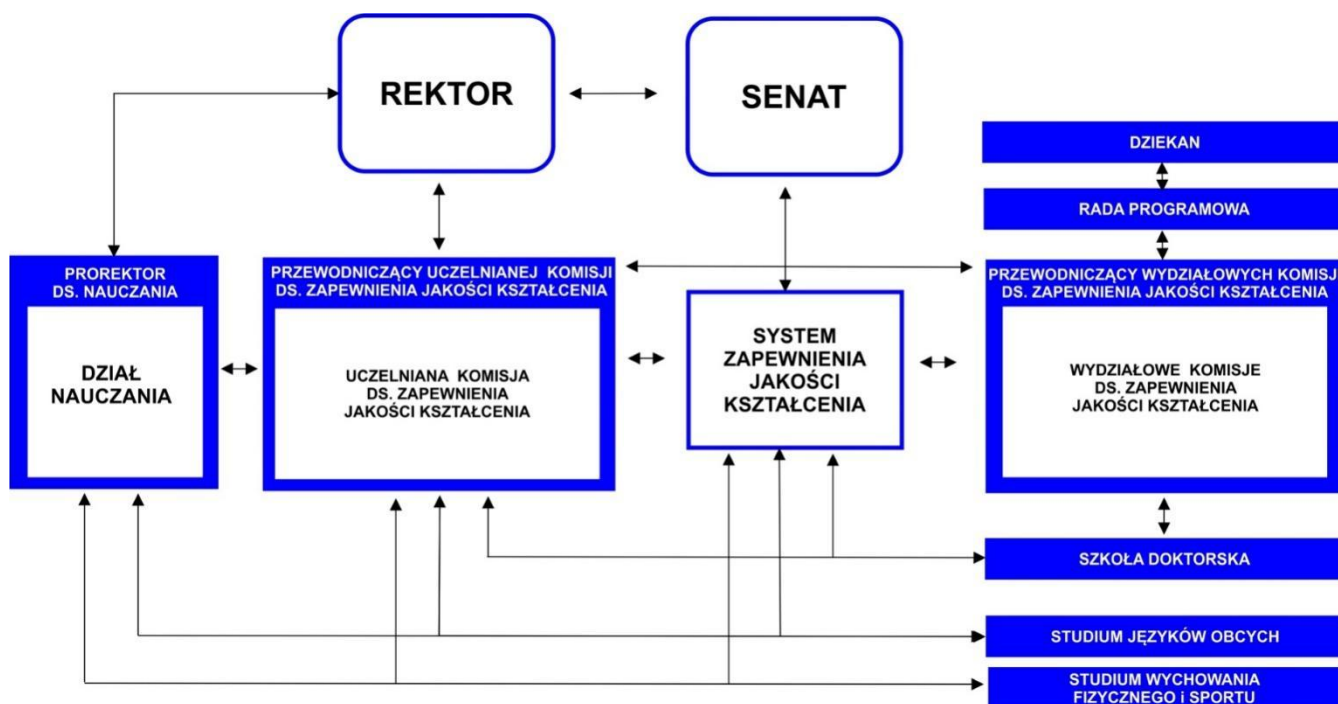 REKTOR
SENAT
DZIEKAN
RADA PROGRAMOWA
PROREKTOR
DS. NAUCZANIA
DZIAŁ
NAUCZANIA
PRZEWODNICZĄCY UCZELNIANEJ KOMISJI
DS. ZAPEWNIENIA JAKOŚCI KSZTAŁCENIA
UCZELNIANA KOMISJA
DS. ZAPEWNIENIA
JAKOŚCI KSZTAŁCENIA
SYSTEM
ZAPEWNIENIA
JAKOŚCI
KSZTAŁCENIA
PRZEWODNICZĄCY WYDZIAŁOWYCH KOMISJI
DS. ZAPEWNIENIA JAKOŚCI KSZTAŁCENIA
WYDZIAŁOWE KOMISJE
DS. ZAPEWNIENIA
JAKOŚCI KSZTAŁCENIA
SZKOŁA DOKTORSKA
STUDIUM JĘZYKÓW OBCYCH
STUDIUM WYCHOWANIA
FIZYCZNEGO i SPORTU